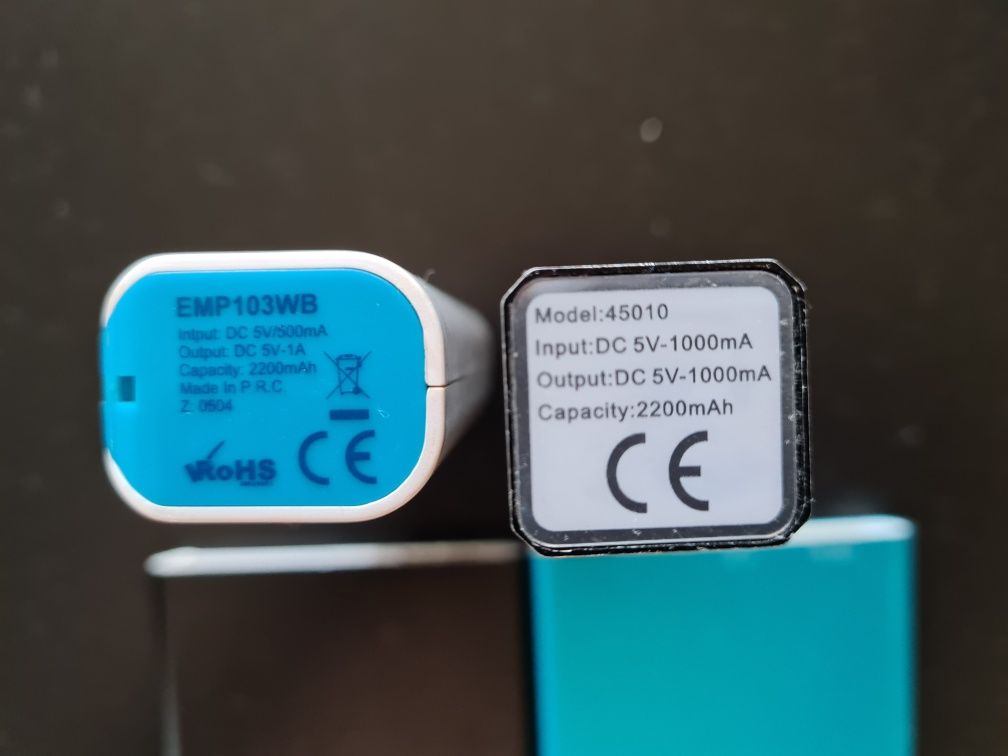 EMP103WB
Intput: DC 5V/500mA
Output: DC 5V-1A
Capacity: 2200mAh
Made In P.R.C.
Z: 0504
RoHS
CE
Model:45010
Input:DC 5V-1000mA
Output:DC 5V-1000mA
Capacity:2200mAh
CE